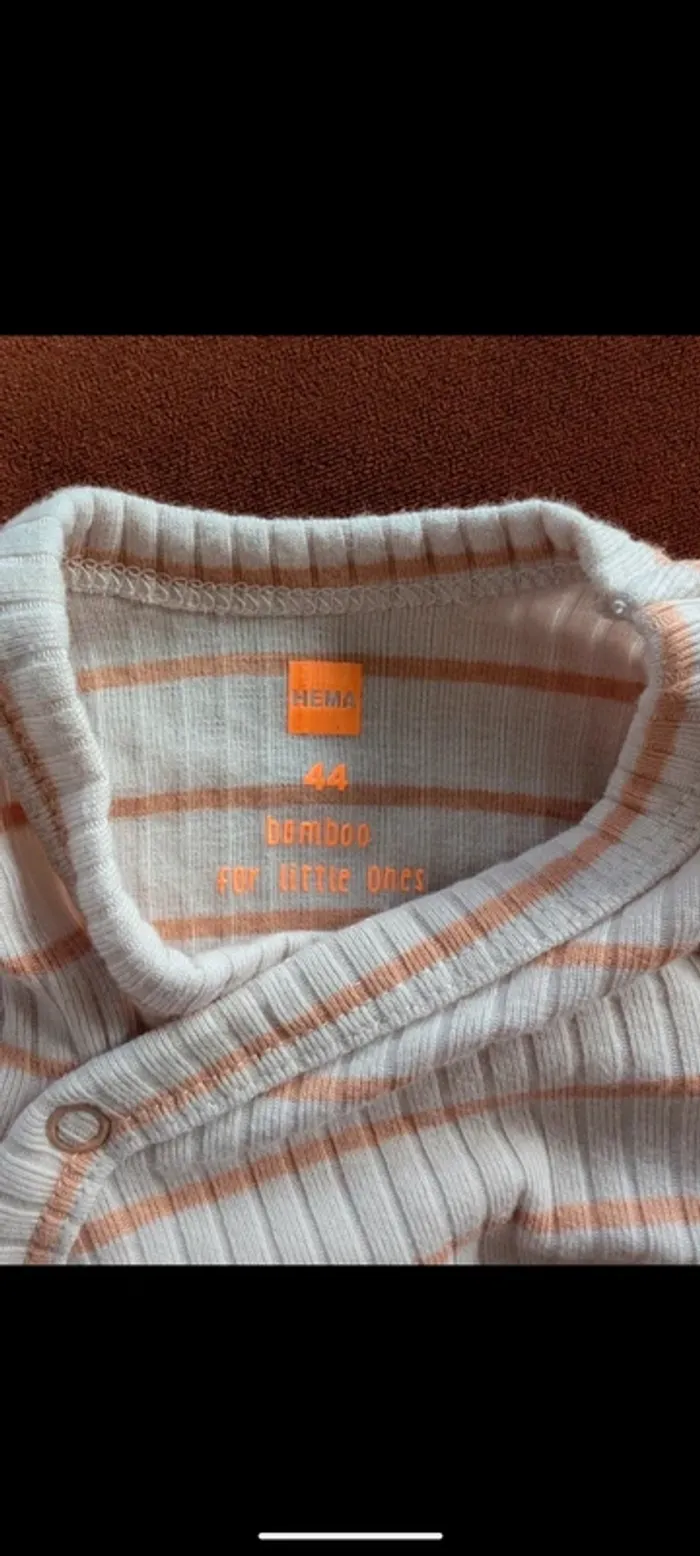 HEMA
44
bamboo
for little ones